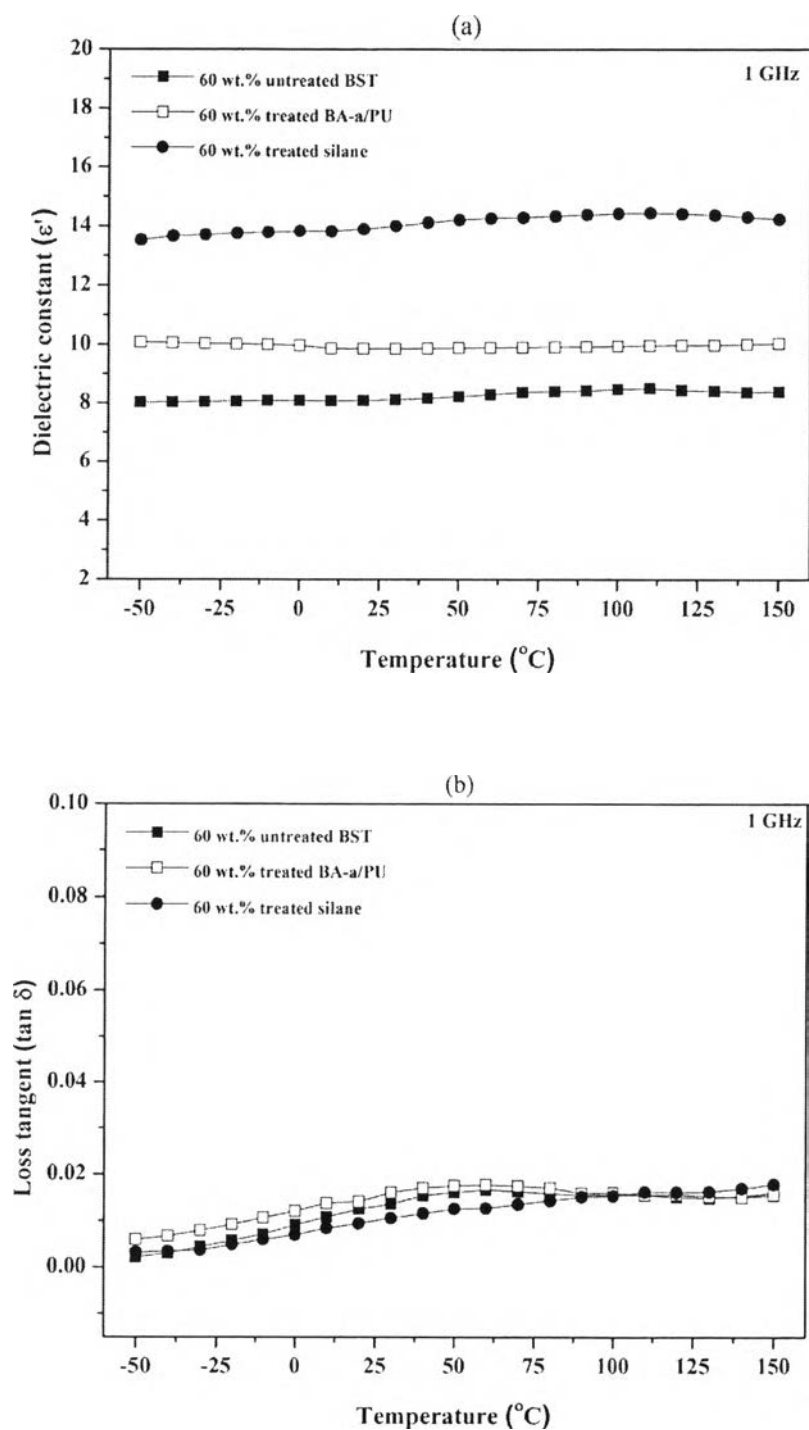 (a)
20
18
16
14
12
10
8
6
4
2
60 wt.% untreated BST
60 wt.% treated BA-a/PU
60 wt.% treated silane
1 GHz
Dielectric constant (ε')
-50 -25 0 25 50 75 100 125 150
Temperature (°C)
(b)
0.10
0.08
0.06
0.04
0.02
0.00
60 wt.% untreated BST
60 wt.% treated BA-a/PU
60 wt.% treated silane
1 GHz
Loss tangent (tan δ)
-50 -25 0 25 50 75 100 125 150
Temperature (°C)